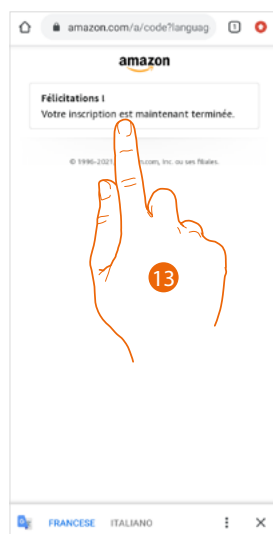 amazon.com/a/code?languag
1
amazon
Félicitations !
Votre inscription est maintenant terminée.
© 1996-2021, .com, Inc. ou ses filiales.
13
FRANCESE ITALIANO